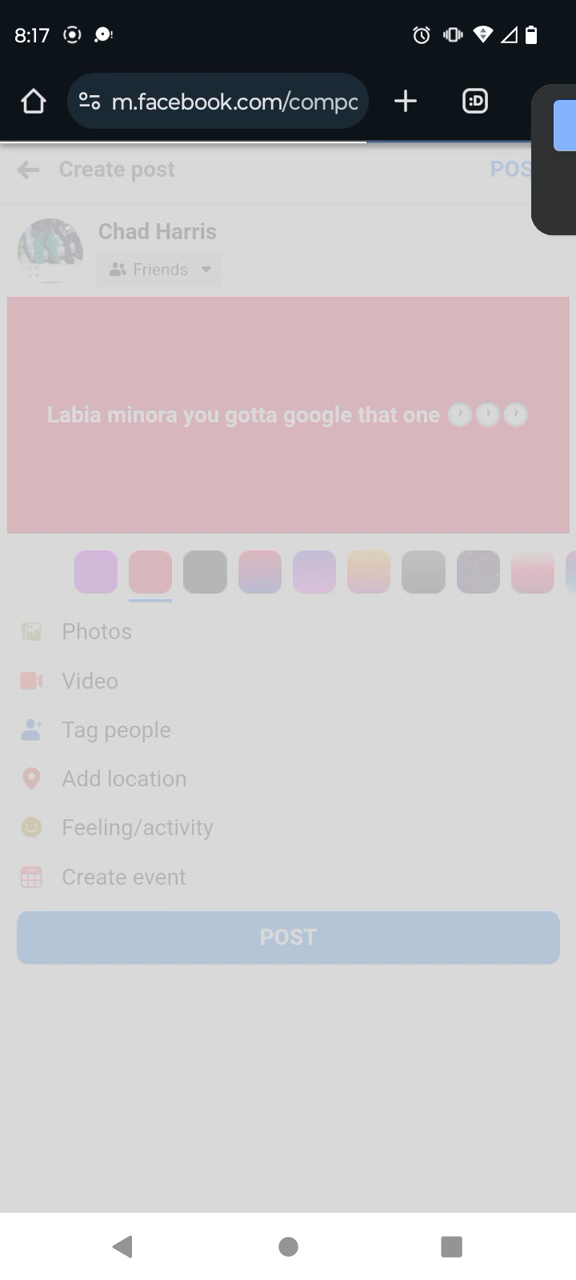 8:17
m.facebook.com/compo
:D
Create post
POS
Chad Harris
Friends
Labia minora you gotta google that one 🕐🕐🕐
Photos
Video
Tag people
Add location
Feeling/activity
Create event
POST